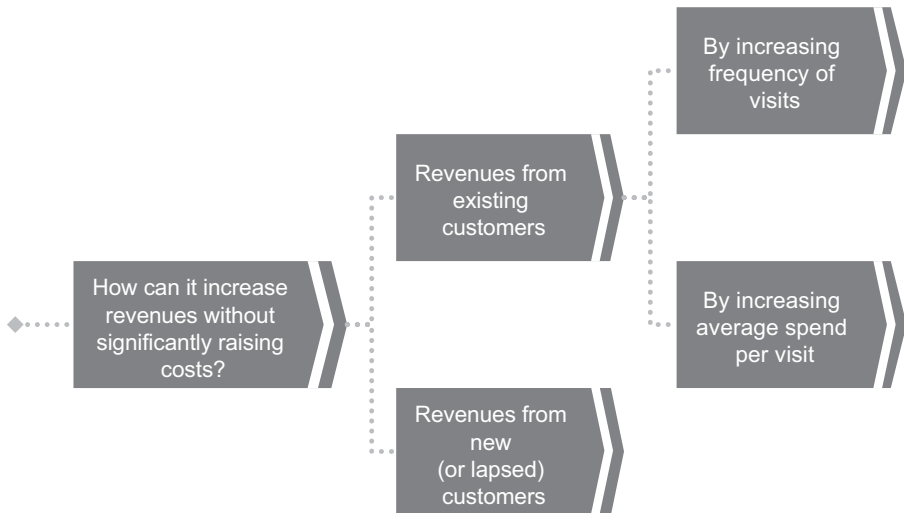 By increasing
frequency of
visits
Revenues from
existing
customers
How can it increase
revenues without
significantly raising
costs?
By increasing
average spend
per visit
Revenues from
new
(or lapsed)
customers